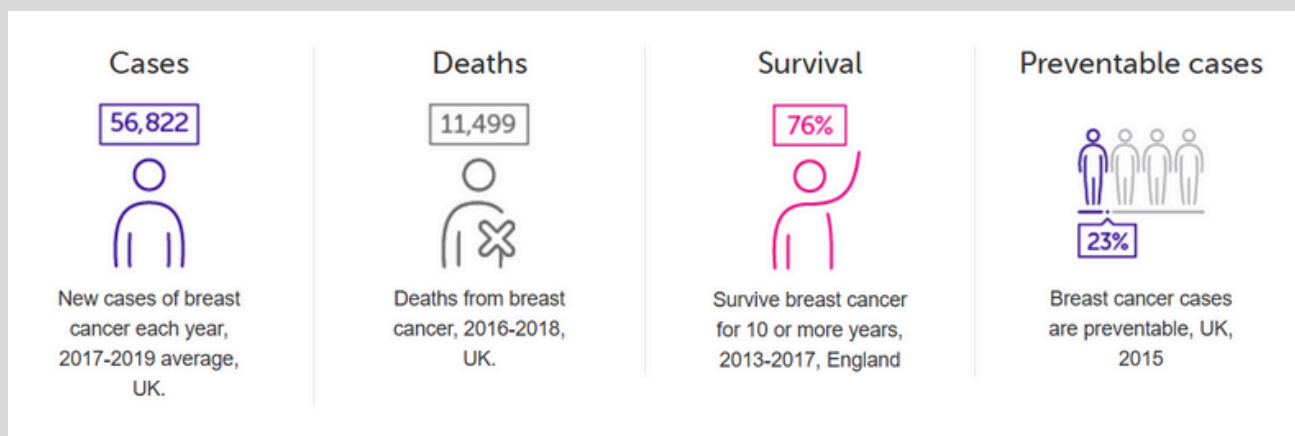 Cases
56,822
New cases of breast
cancer each year,
2017-2019 average,
UK.
Deaths
11,499
Deaths from breast
cancer, 2016-2018,
UK.
Survival
76%
Survive breast cancer
for 10 or more years,
2013-2017, England
Preventable cases
23%
Breast cancer cases
are preventable, UK,
2015